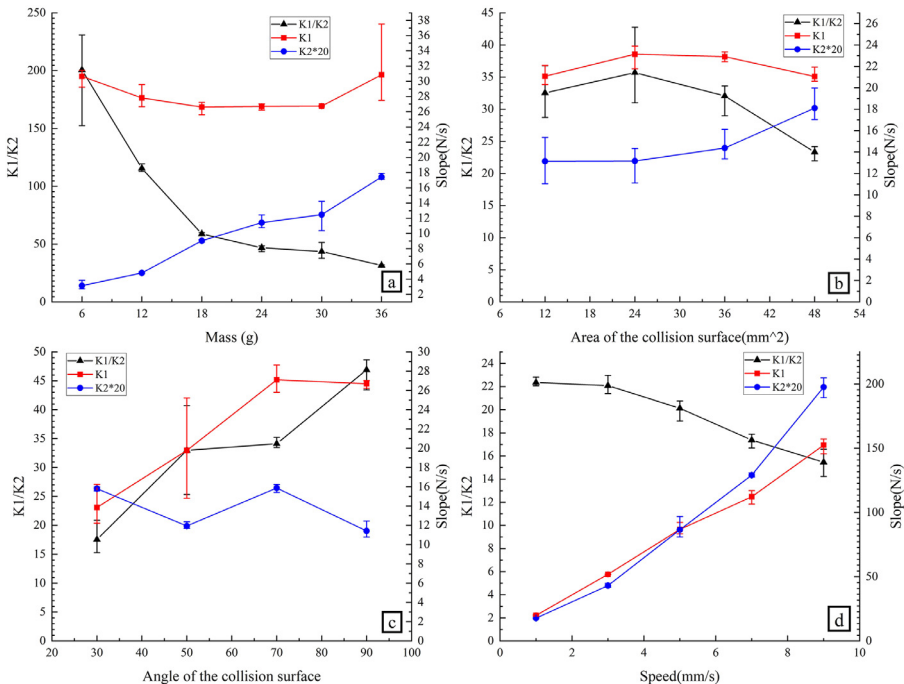 K1/K2
250
200
150
100
50
0
K1/K2
K1
K2*20
38
36
34
32
30
28
26
24
22
20
18
16
14
12
10
8
6
4
2
Slope(N/s)
a
6 12 18 24 30 36
Mass (g)
K1/K2
45
40
35
30
25
20
15
10
5
0
K1/K2
K1
K2*20
26
24
22
20
18
16
14
12
10
8
6
4
2
0
Slope(N/s)
b
6 12 18 24 30 36 42 48 54
Area of the collision surface(mm^2)
K1/K2
50
45
40
35
30
25
20
15
10
5
0
K1/K2
K1
K2*20
30
28
26
24
22
20
18
16
14
12
10
8
6
4
2
0
Slope(N/s)
c
20 30 40 50 60 70 80 90 100
Angle of the collision surface
K1/K2
24
22
20
18
16
14
12
10
8
6
4
2
0
K1/K2
K1
K2*20
200
150
100
50
0
Slope(N/s)
d
0 2 4 6 8 10
Speed(mm/s)